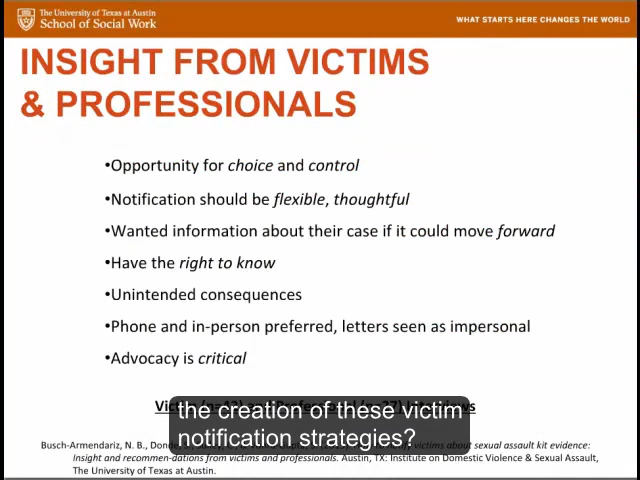 The University of Texas at Austin
School of Social Work
WHAT STARTS HERE CHANGES THE WORLD
INSIGHT FROM VICTIMS
& PROFESSIONALS
•Opportunity for choice and control
•Notification should be flexible, thoughtful
•Wanted information about their case if it could move forward
•Have the right to know
•Unintended consequences
•Phone and in-person preferred, letters seen as impersonal
•Advocacy is critical
the creation of these victim
notification strategies?
Busch-Armendariz, N. B., victims about sexual assault kit evidence:
Insight and recommen-dations from victims and professionals. Austin, TX: Institute on Domestic Violence & Sexual Assault,
The University of Texas at Austin.